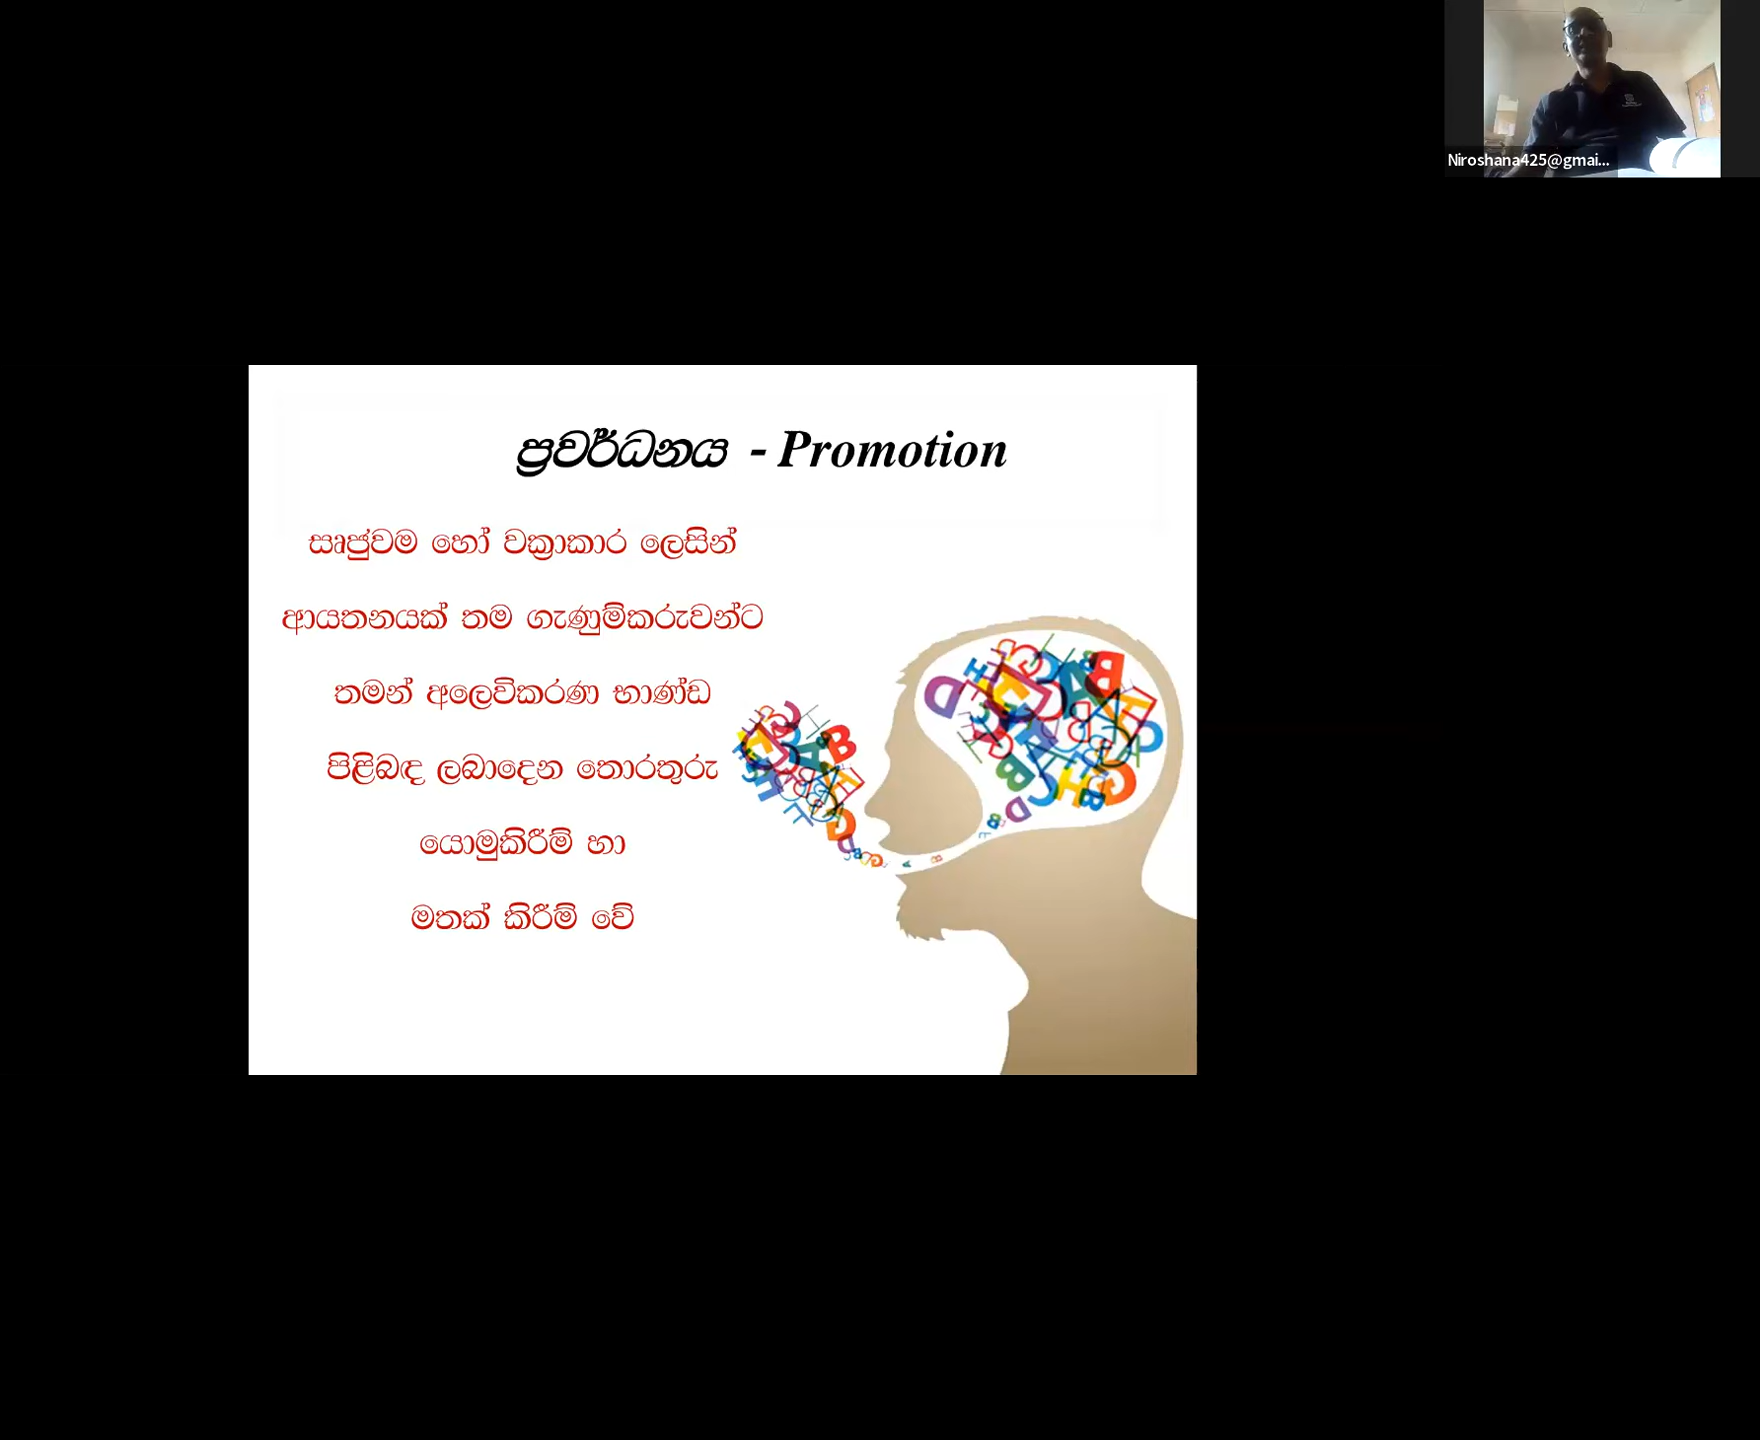 Niroshana425@gmai...
ප්‍රවර්ධනය - Promotion
සෘජුවම හෝ වක්‍රාකාර ලෙසින්
ආයතනයක් තම ගැණුම්කරුවන්ට
තමන් අලෙවිකරණ භාණ්ඩ
පිළිබඳ ලබාදෙන තොරතුරු
යොමුකිරීම් හා
මතක් කිරීම් වේ